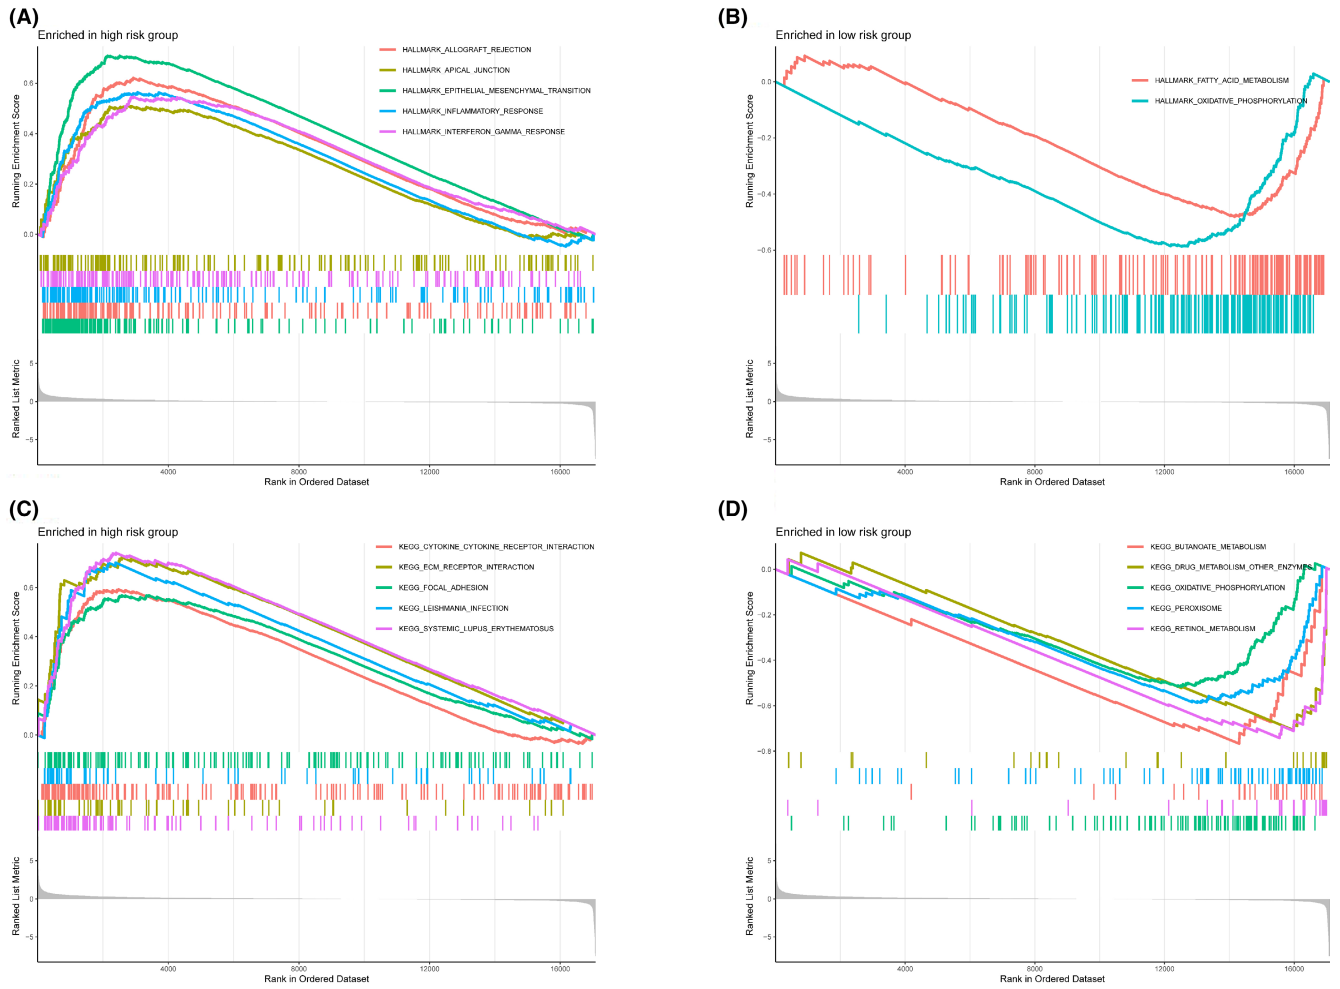 (A)
Enriched in high risk group
HALLMARK_ALLOGRAFT_REJECTION
HALLMARK_APICAL_JUNCTION
HALLMARK_EPITHELIAL_MESENCHYMAL_TRANSITION
HALLMARK_INFLAMMATORY_RESPONSE
HALLMARK_INTERFERON_GAMMA_RESPONSE
Running Enrichment Score
0.6
0.4
0.2
0.0
Ranked List Metric
5
0
−5
4000 8000 12000 16000
Rank in Ordered Dataset
(B)
Enriched in low risk group
HALLMARK_FATTY_ACID_METABOLISM
HALLMARK_OXIDATIVE_PHOSPHORYLATION
Running Enrichment Score
0.0
−0.2
−0.4
−0.6
Ranked List Metric
5
0
−5
4000 8000 12000 16000
Rank in Ordered Dataset
(C)
Enriched in high risk group
KEGG_CYTOKINE_CYTOKINE_RECEPTOR_INTERACTION
KEGG_ECM_RECEPTOR_INTERACTION
KEGG_FOCAL_ADHESION
KEGG_LEISHMANIA_INFECTION
KEGG_SYSTEMIC_LUPUS_ERYTHEMATOSUS
Running Enrichment Score
0.6
0.4
0.2
0.0
Ranked List Metric
5
0
−5
4000 8000 12000 16000
Rank in Ordered Dataset
(D)
Enriched in low risk group
KEGG_BUTANOATE_METABOLISM
KEGG_DRUG_METABOLISM_OTHER_ENZYMES
KEGG_OXIDATIVE_PHOSPHORYLATION
KEGG_PEROXISOME
KEGG_RETINOL_METABOLISM
Running Enrichment Score
0.0
−0.2
−0.4
−0.6
−0.8
Ranked List Metric
5
0
−5
4000 8000 12000 16000
Rank in Ordered Dataset